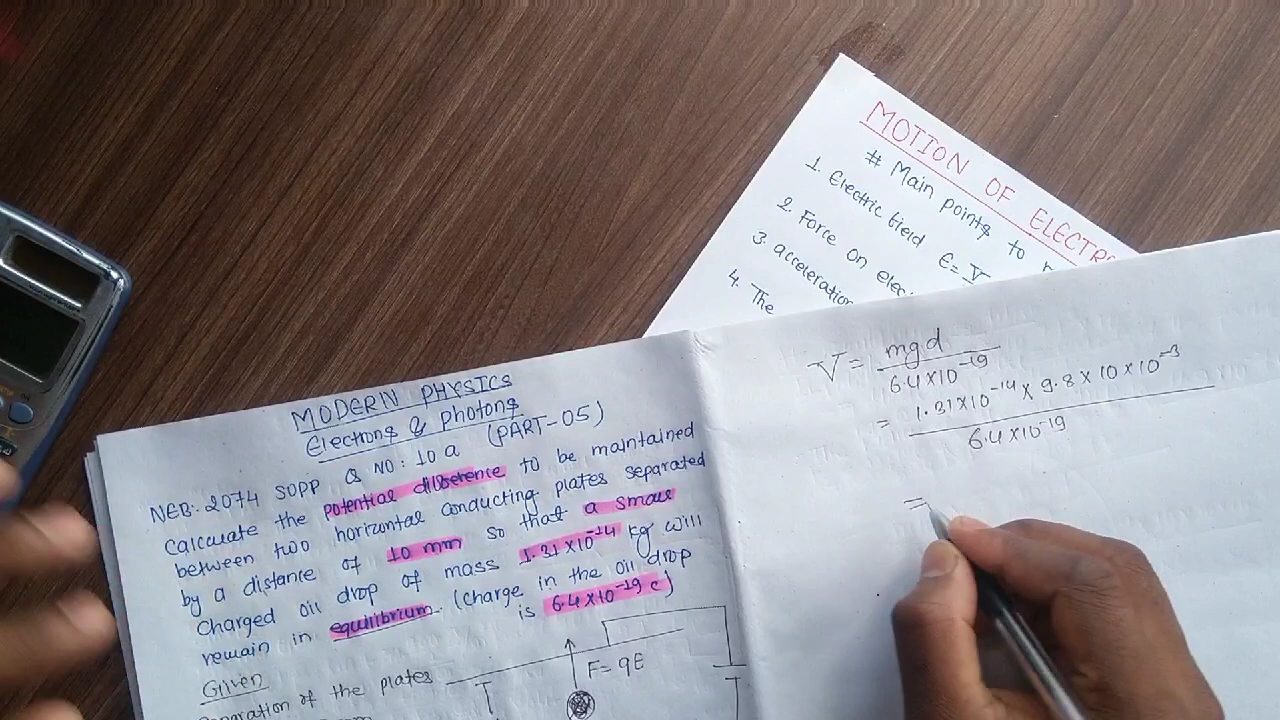 MOTION OF ELECTR
# Main points to
1. Electric field E= V
2. Force on elec
3. acceleration
4. The
MODERN PHYSICS
Electrons & Photons
(PART-05)
NEB:- 2074 SUPP Q NO: 10 a
Calculate the potential difference to be maintained
between two horizontal conducting plates separated
by a distance of 10 mm so that a small
Charged oil drop of mass 1.31×10⁻¹⁴ kg will
remain in equilibrium. (charge in the oil drop
is 6.4×10⁻¹⁹ c)
Given
Separation of the plates
F= qE
V = mgd
6.4×10⁻¹⁹
= 1.31×10⁻¹⁴ × 9.8 × 10 × 10⁻³
6.4×10⁻¹⁹
=